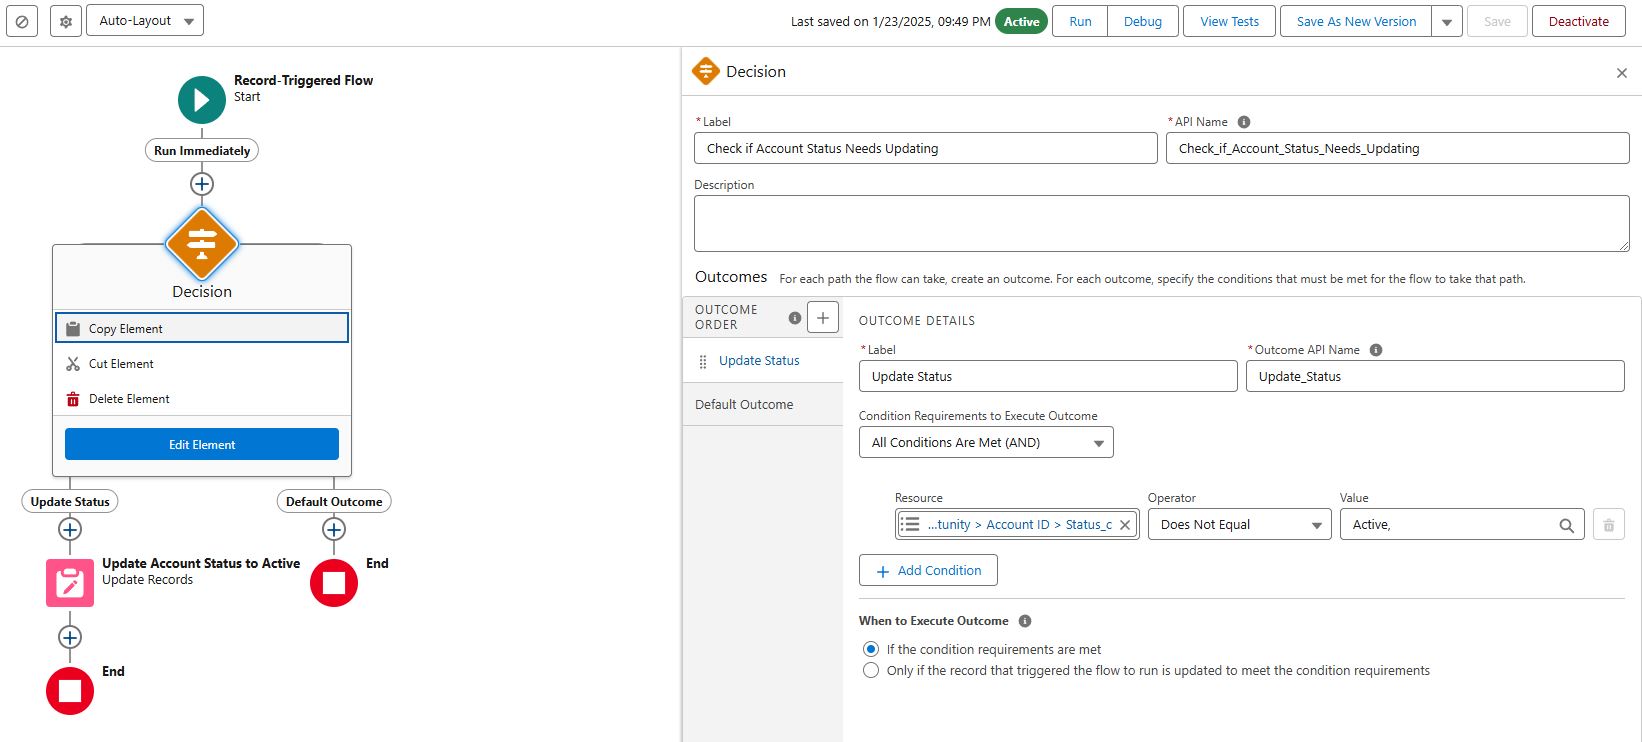 Auto-Layout
Last saved on 1/23/2025, 09:49 PM
Active
Run
Debug
View Tests
Save As New Version
Save
Deactivate
Record-Triggered Flow
Start
Run Immediately
Decision
Copy Element
Cut Element
Delete Element
Edit Element
Update Status
Default Outcome
Update Account Status to Active
Update Records
End
End
Decision
*Label
*API Name
Check if Account Status Needs Updating
Check_if_Account_Status_Needs_Updating
Description
Outcomes For each path the flow can take, create an outcome. For each outcome, specify the conditions that must be met for the flow to take that path.
OUTCOME
ORDER
Update Status
Default Outcome
OUTCOME DETAILS
*Label
*Outcome API Name
Update Status
Update_Status
Condition Requirements to Execute Outcome
All Conditions Are Met (AND)
Resource
Operator
Value
...tunity > Account ID > Status_c
Does Not Equal
Active,
Add Condition
When to Execute Outcome
If the condition requirements are met
Only if the record that triggered the flow to run is updated to meet the condition requirements